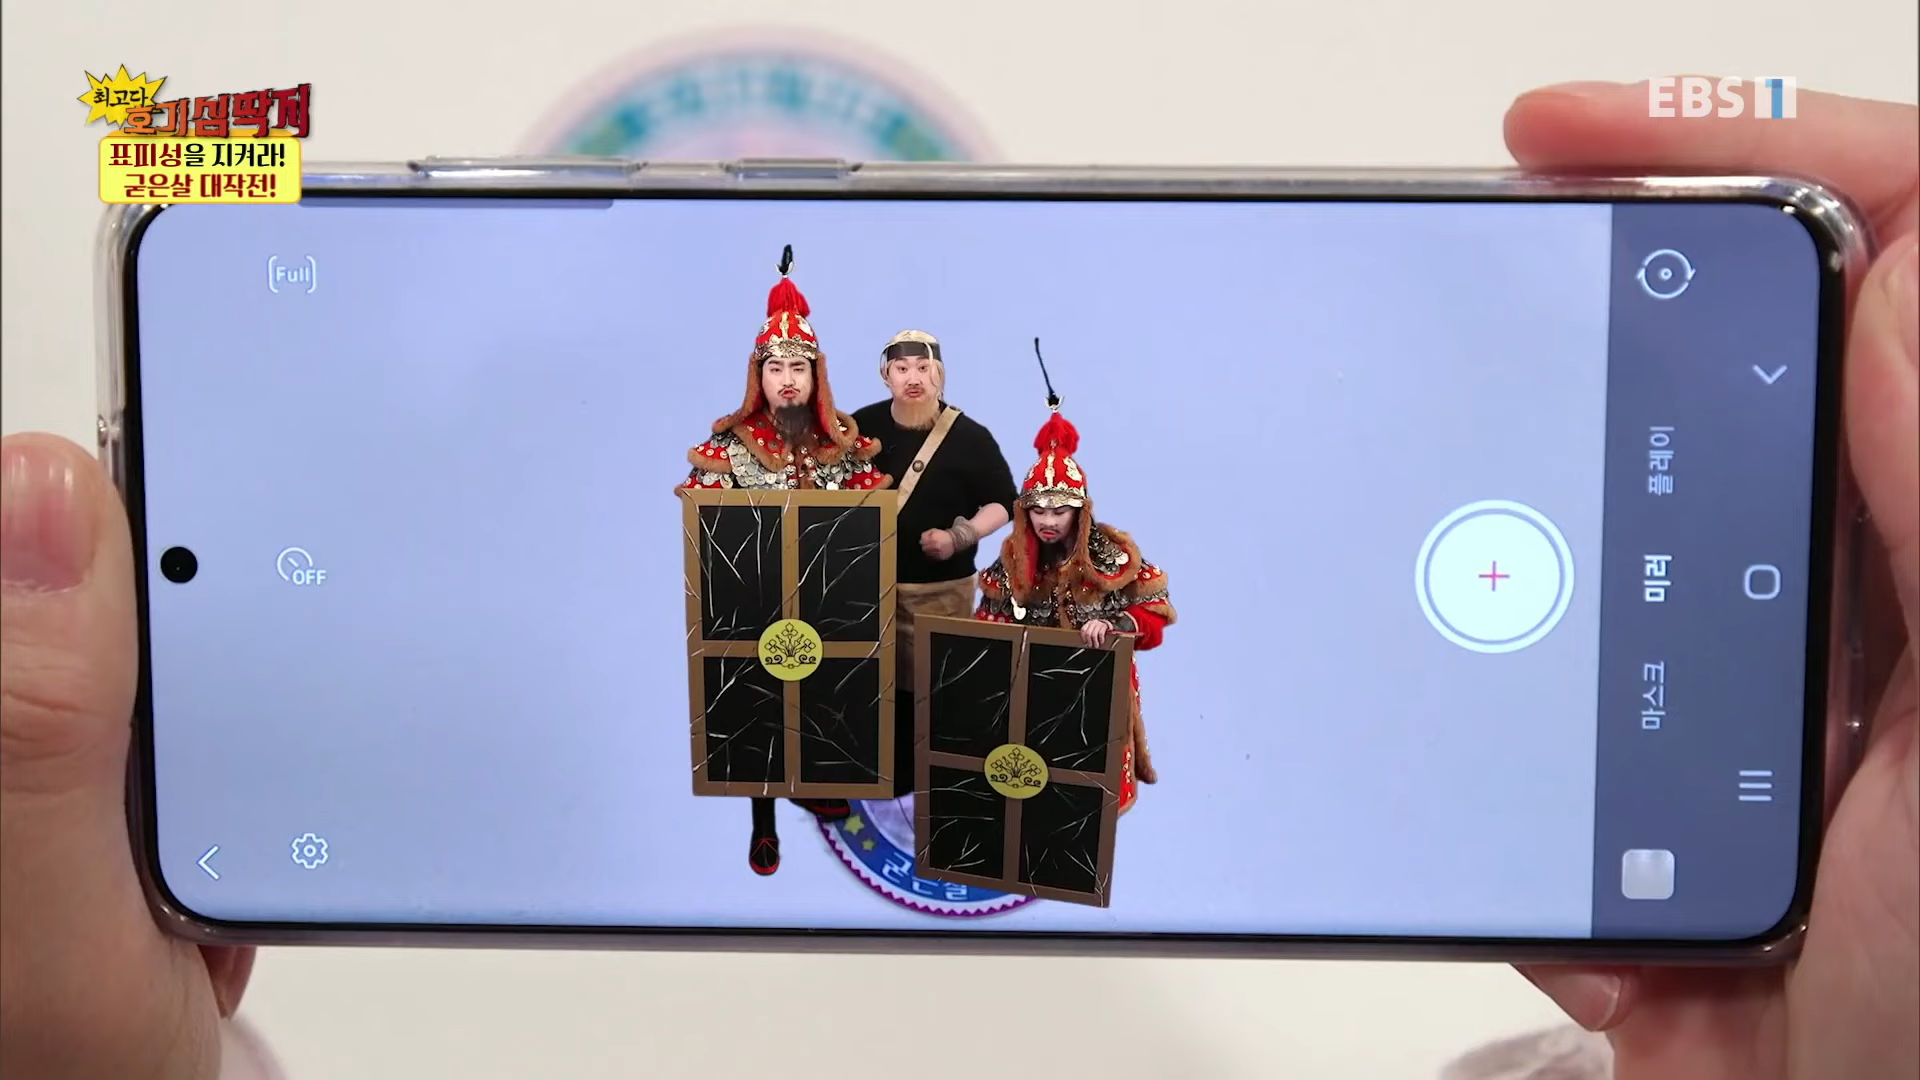 최고다
호기심딱지
표피성을 지켜라!
굳은살 대작전!
EBS 1
Full
OFF
플레이
미러
마스크
굳은살